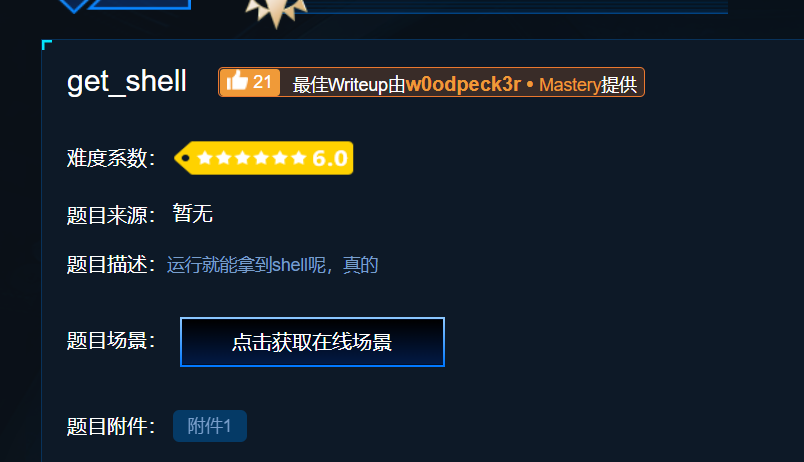 get_shell 21 最佳Writeup由w0odpeck3r • Mastery提供
难度系数： 6.0
题目来源： 暂无
题目描述：运行就能拿到shell呢，真的
题目场景： 点击获取在线场景
题目附件： 附件1